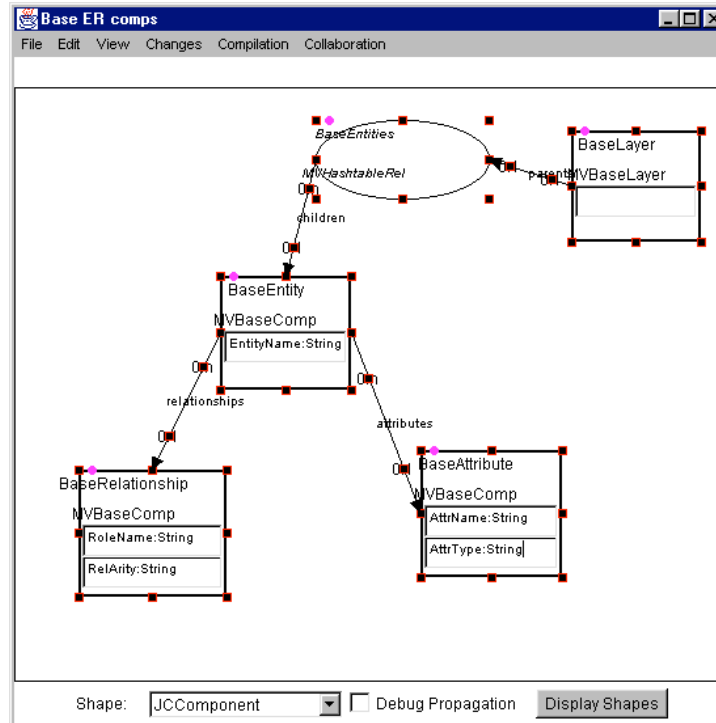 Base ER comps
File Edit View Changes Compilation Collaboration
BaseEntities
MVHashtableRel
BaseLayer
MVBaseLayer
parents
children
BaseEntity
MVBaseComp
EntityName:String
relationships
attributes
BaseRelationship
MVBaseComp
RoleName:String
RelArity:String
BaseAttribute
MVBaseComp
AttrName:String
AttrType:String
Shape: JCComponent Debug Propagation Display Shapes